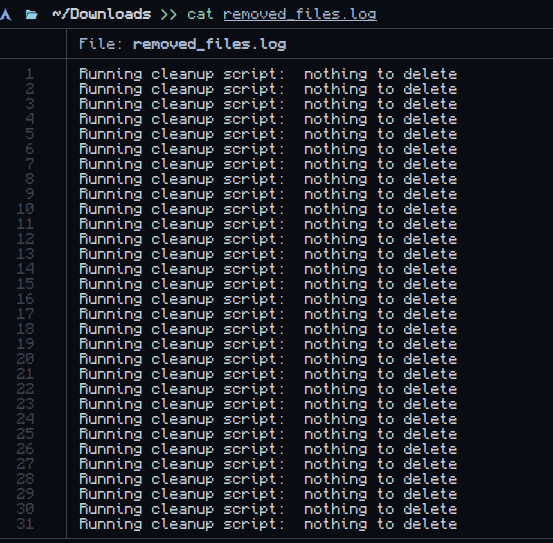 ~/Downloads >> cat removed_files.log
File: removed_files.log
1 Running cleanup script:  nothing to delete
2 Running cleanup script:  nothing to delete
3 Running cleanup script:  nothing to delete
4 Running cleanup script:  nothing to delete
5 Running cleanup script:  nothing to delete
6 Running cleanup script:  nothing to delete
7 Running cleanup script:  nothing to delete
8 Running cleanup script:  nothing to delete
9 Running cleanup script:  nothing to delete
10 Running cleanup script:  nothing to delete
11 Running cleanup script:  nothing to delete
12 Running cleanup script:  nothing to delete
13 Running cleanup script:  nothing to delete
14 Running cleanup script:  nothing to delete
15 Running cleanup script:  nothing to delete
16 Running cleanup script:  nothing to delete
17 Running cleanup script:  nothing to delete
18 Running cleanup script:  nothing to delete
19 Running cleanup script:  nothing to delete
20 Running cleanup script:  nothing to delete
21 Running cleanup script:  nothing to delete
22 Running cleanup script:  nothing to delete
23 Running cleanup script:  nothing to delete
24 Running cleanup script:  nothing to delete
25 Running cleanup script:  nothing to delete
26 Running cleanup script:  nothing to delete
27 Running cleanup script:  nothing to delete
28 Running cleanup script:  nothing to delete
29 Running cleanup script:  nothing to delete
30 Running cleanup script:  nothing to delete
31 Running cleanup script:  nothing to delete